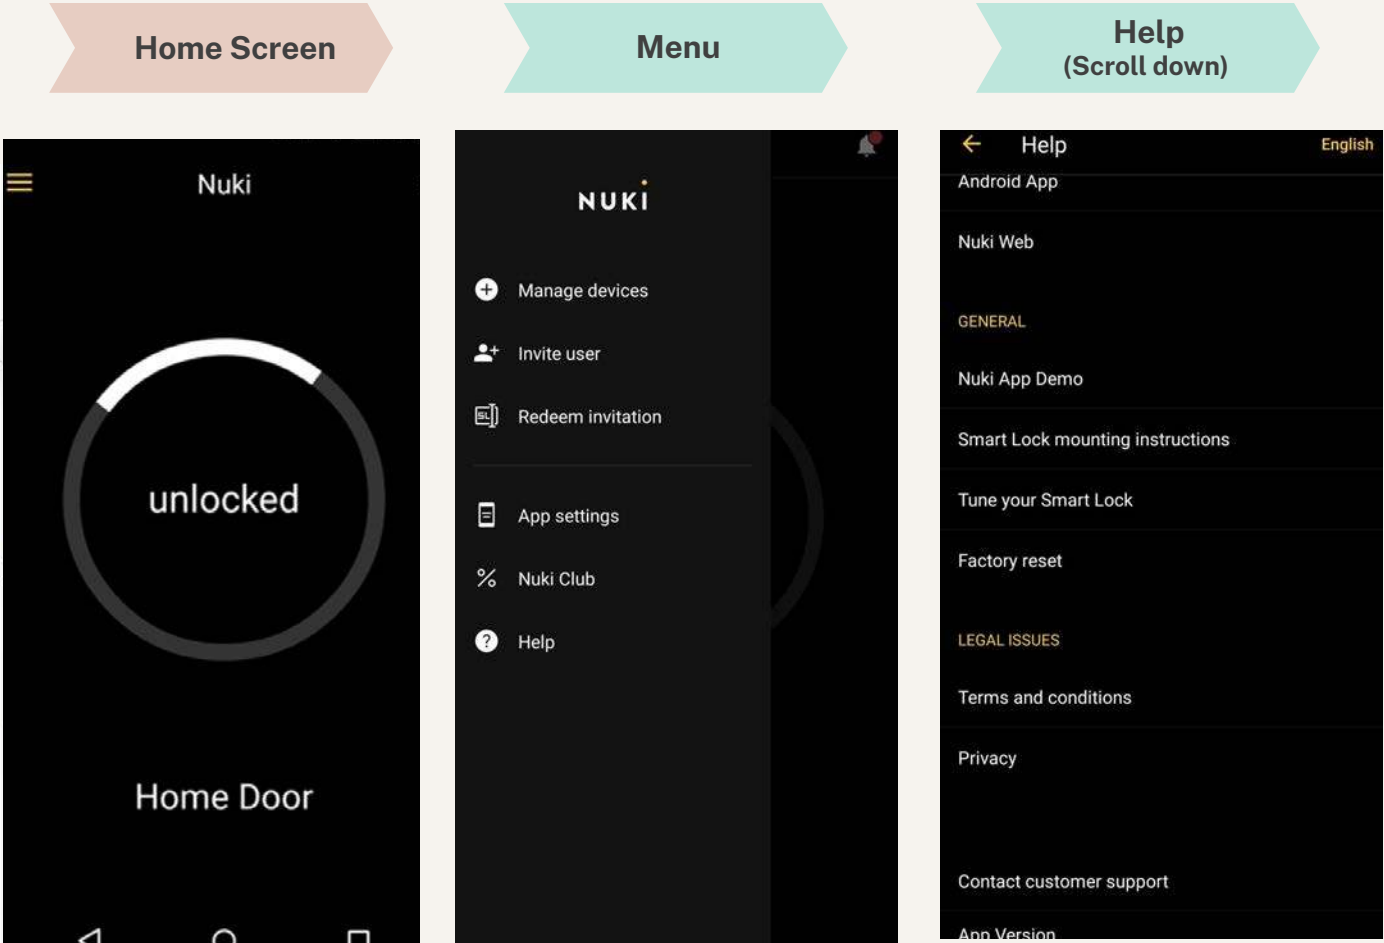 Home Screen
Menu
Help
(Scroll down)
Nuki
unlocked
Home Door
NUKI
Manage devices
Invite user
SL
Redeem invitation
App settings
Nuki Club
Help
Help
English
Android App
Nuki Web
GENERAL
Nuki App Demo
Smart Lock mounting instructions
Tune your Smart Lock
Factory reset
LEGAL ISSUES
Terms and conditions
Privacy
Contact customer support
App Version